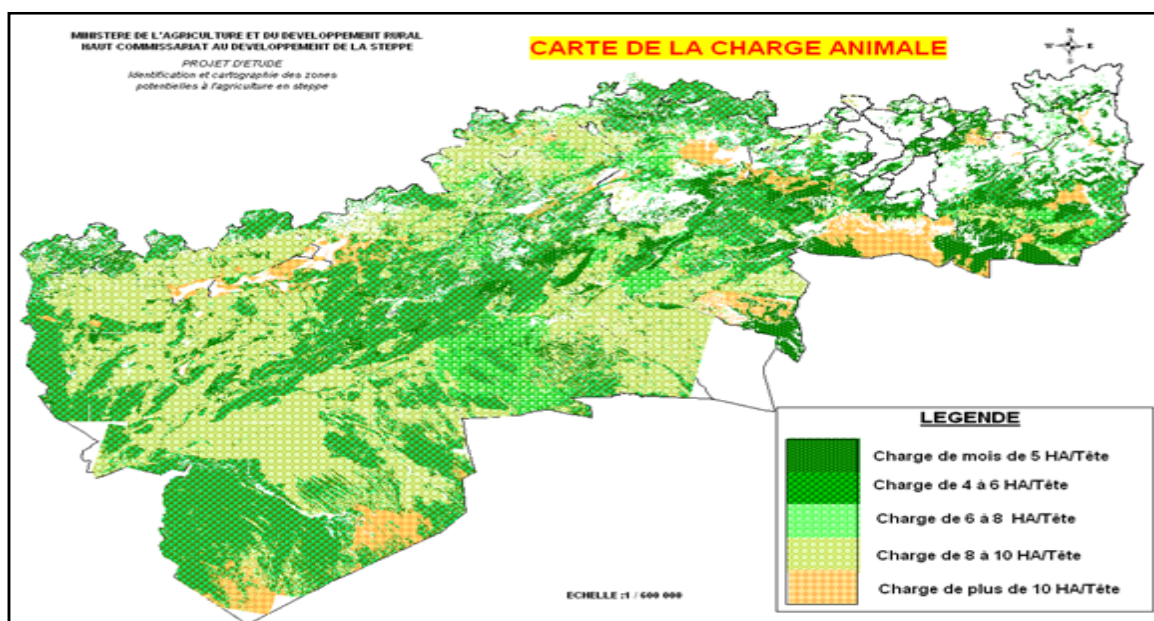 MINISTERE DE L'AGRICULTURE ET DU DEVELOPPEMENT RURAL
HAUT COMMISSARIAT AU DEVELOPPEMENT DE LA STEPPE
PROJET D'ETUDE
Identification et cartographie des zones
potentielles à l'agriculture en steppe
CARTE DE LA CHARGE ANIMALE
N
W E
S
LEGENDE
Charge de mois de 5 HA/Tête
Charge de 4 à 6 HA/Tête
Charge de 6 à 8 HA/Tête
Charge de 8 à 10 HA/Tête
Charge de plus de 10 HA/Tête
ECHELLE :1 / 600 000